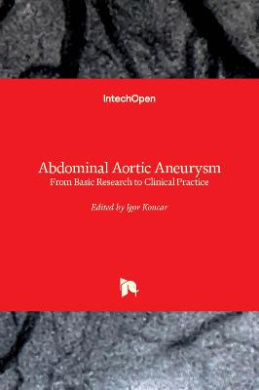 IntechOpen
Abdominal Aortic Aneurysm
From Basic Research to Clinical Practice
Edited by Igor Koncar